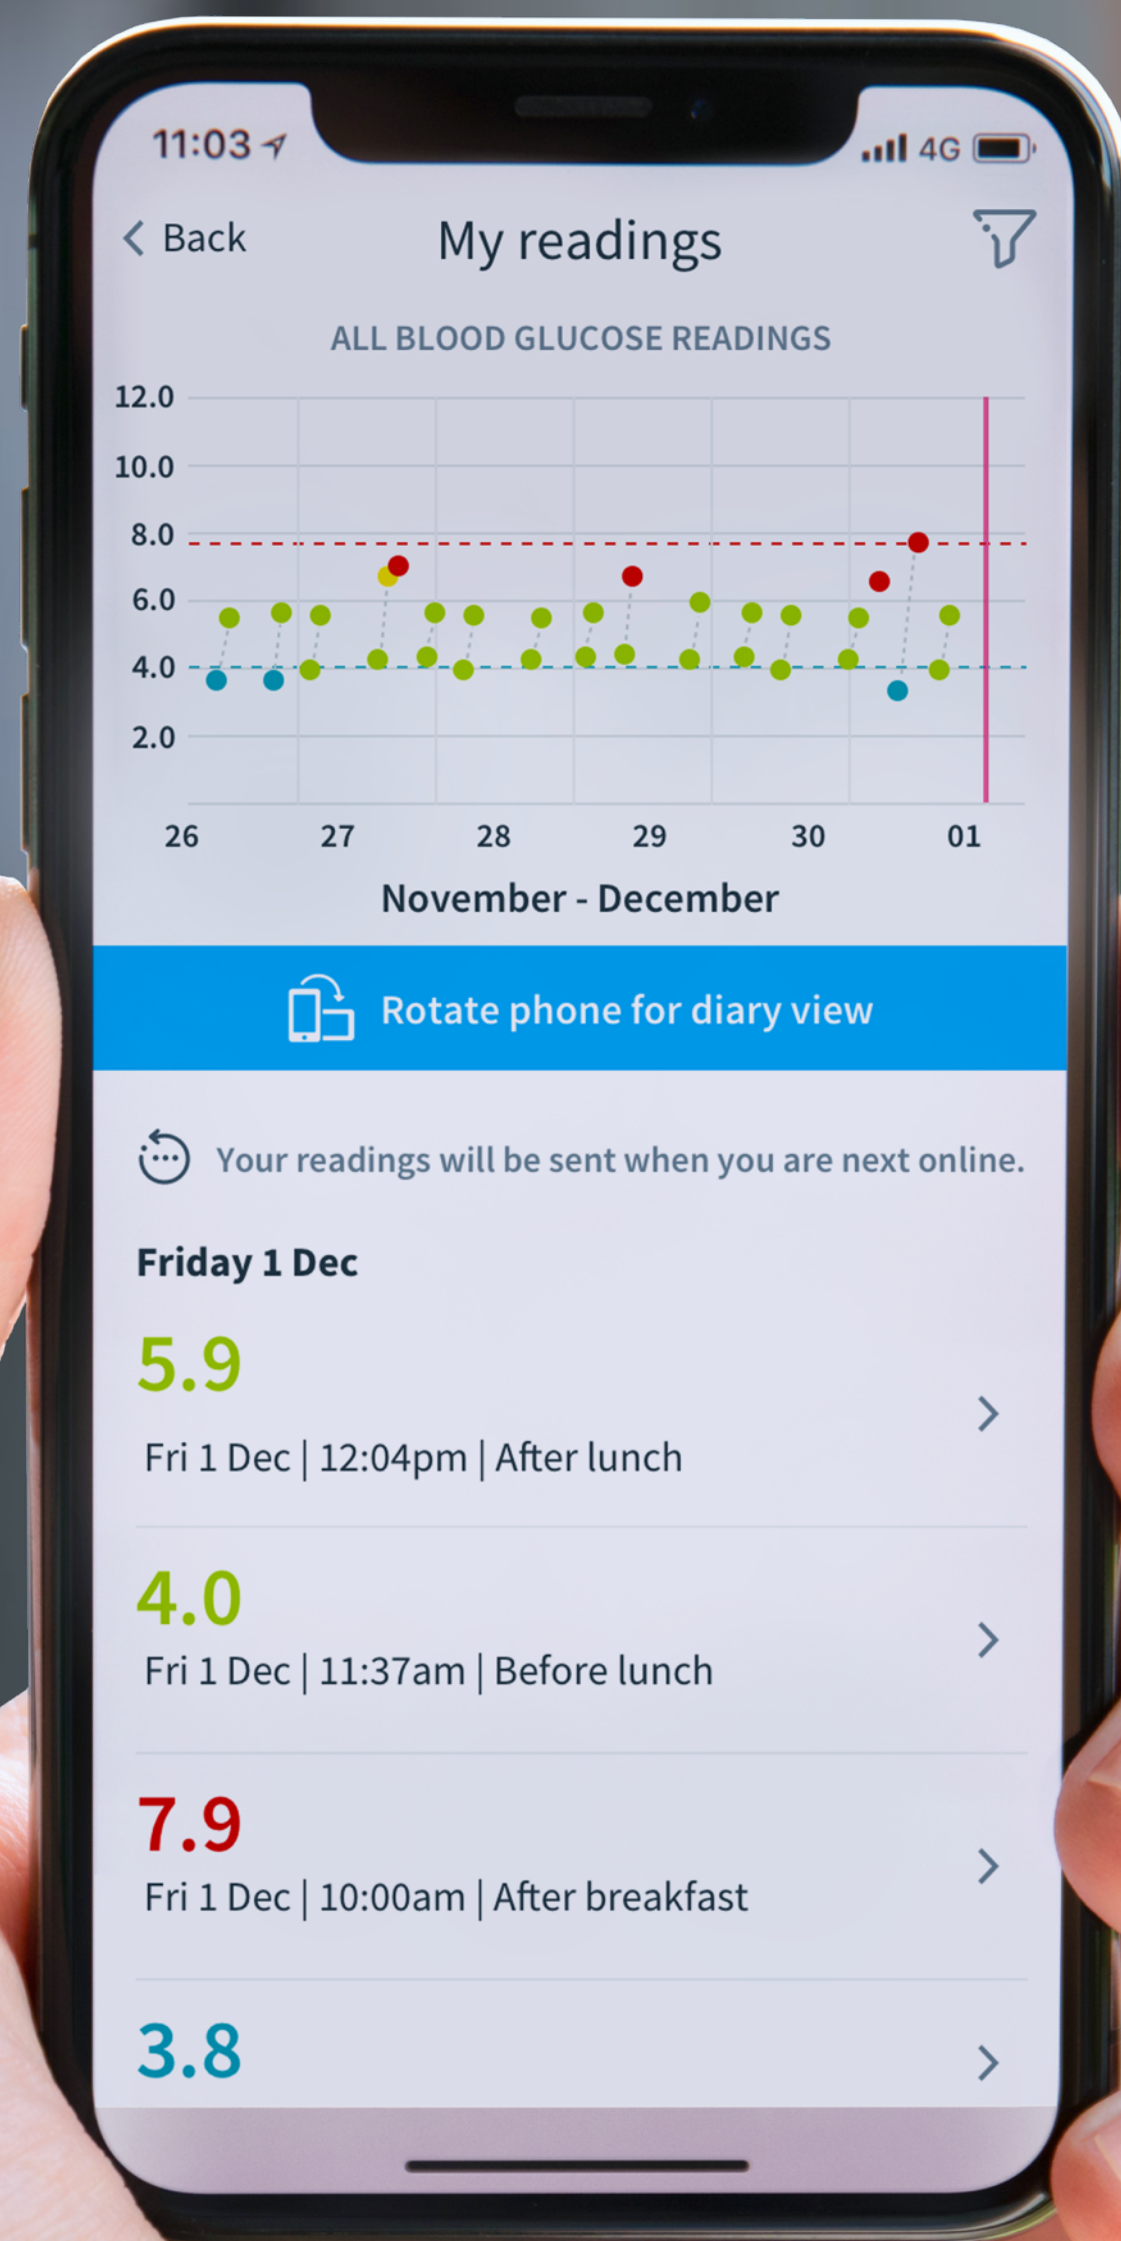 11:03 4G
Back My readings
ALL BLOOD GLUCOSE READINGS
12.0
10.0
8.0
6.0
4.0
2.0
26 27 28 29 30 01
November - December
Rotate phone for diary view
Your readings will be sent when you are next online.
Friday 1 Dec
5.9
Fri 1 Dec | 12:04pm | After lunch
4.0
Fri 1 Dec | 11:37am | Before lunch
7.9
Fri 1 Dec | 10:00am | After breakfast
3.8